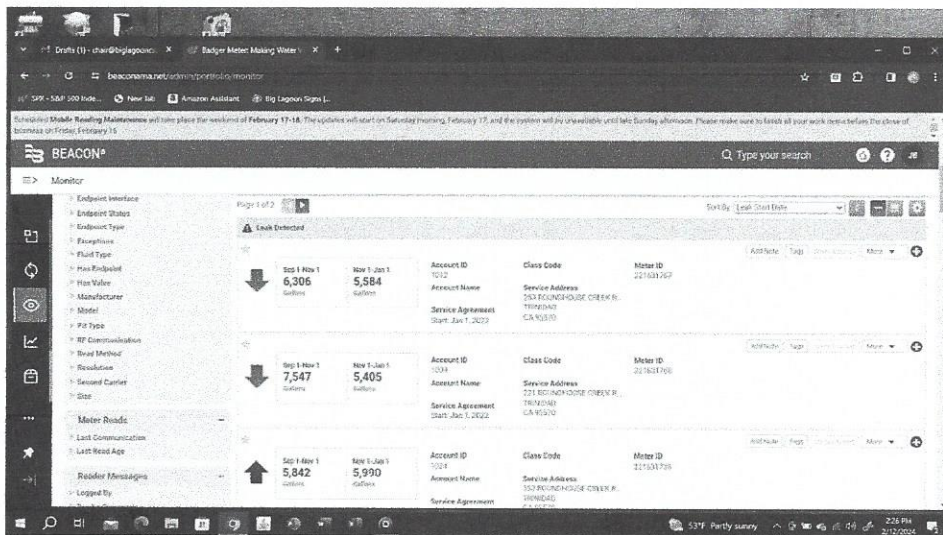 Drafts (1) - chair@biglagooncs
Badger Meter: Making Water V
beaconama.net/admin/portfolio/monitor
SPX - S&P 500 Inde...
New Tab
Amazon Assistant
Big Lagoon Signs |...
Scheduled Mobile Reading Maintenance will take place the weekend of February 17-18. The updates will start on Saturday morning, February 17, and the system will be unavailable until late Sunday afternoon. Please make sure to finish all your work items before the close of
business on Friday, February 16
BEACON
Type your search
JB
Monitor
Endpoint Interface
Endpoint Status
Endpoint Type
Exceptions
Fluid Type
Has Endpoint
Has Valve
Manufacturer
Model
Pit Type
RF Communication
Read Method
Resolution
Second Carrier
Size
Meter Reads
Last Communication
Last Read Age
Reader Messages
Logged By
Page 1 of 2
Sort By: Leak Start Date
Leak Detected
Add Note Tags More
Sep 1-Nov 1
6,306
Gallons
Nov 1-Jan 1
5,584
Gallons
Account ID
1012
Account Name
Service Agreement
Start: Jan 1, 2022
Class Code
Service Address
TRINIDAD
CA 95570
Meter ID
Add Note Tags More
Sep 1-Nov 1
7,547
Gallons
Nov 1-Jan 1
5,405
Gallons
Account ID
Account Name
Service Agreement
Start: Jan 1, 2022
Class Code
Service Address
221 ROUNDHOUSE CREEK R...
TRINIDAD
CA 95570
Meter ID
Add Note Tags More
Sep 1-Nov 1
5,842
Gallons
Nov 1-Jan 1
5,990
Gallons
Account ID
1024
Account Name
Service Agreement
Class Code
Service Address
ROUNDHOUSE CREEK R...
TRINIDAD
CA 95570
Meter ID
53°F Partly sunny
2:26 PM
2/12/2024